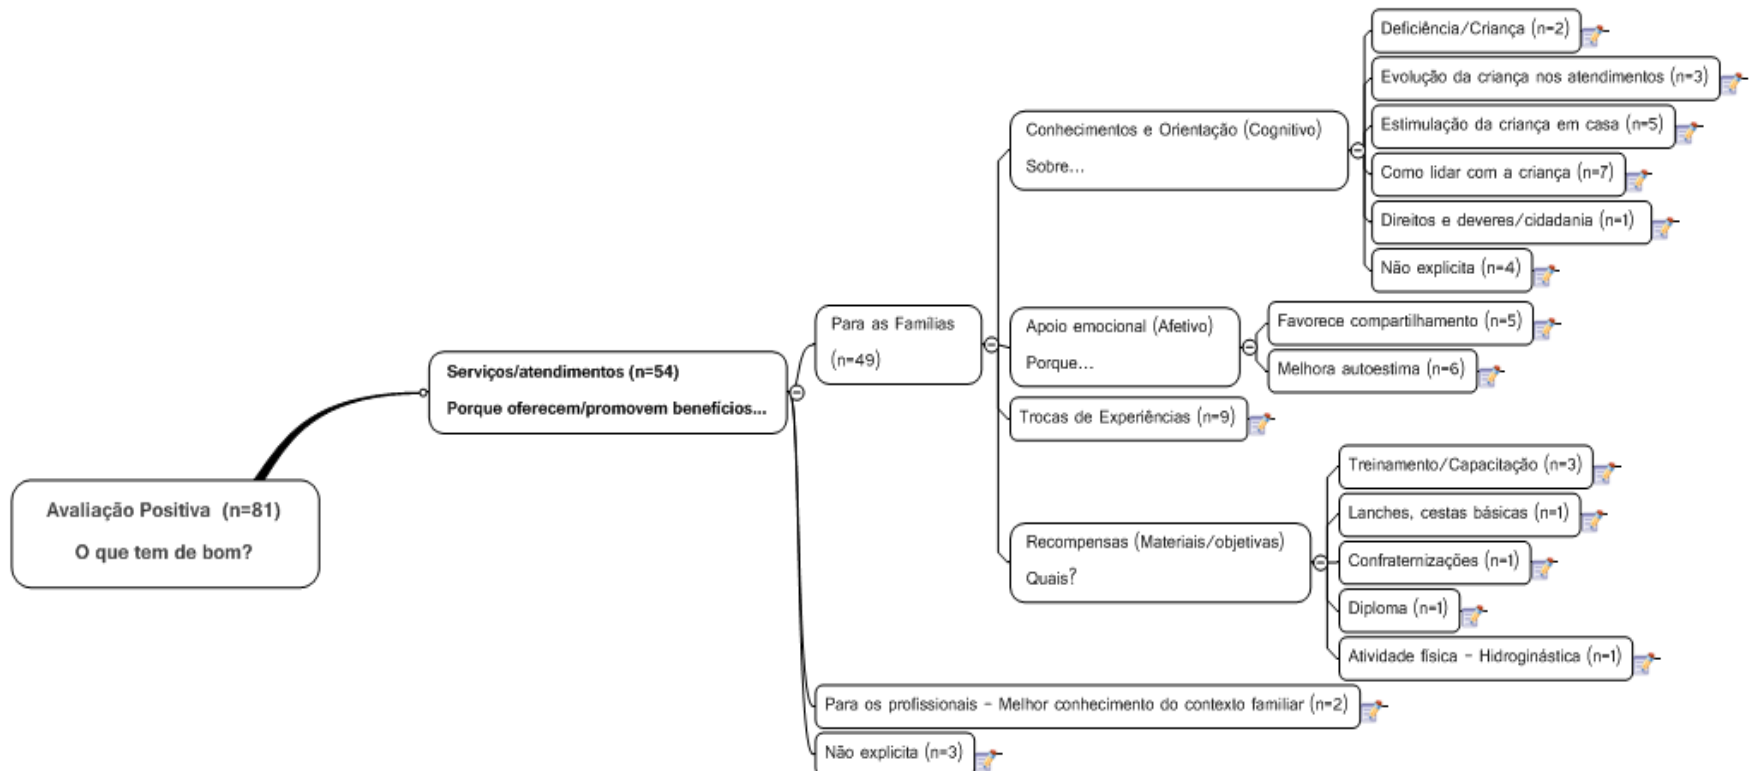 Avaliação Positiva (n=81)
O que tem de bom?
Serviços/atendimentos (n=54)
Porque oferecem/promovem benefícios...
Para as Famílias
(n=49)
Conhecimentos e Orientação (Cognitivo)
Sobre...
Deficiência/Criança (n=2)
Evolução da criança nos atendimentos (n=3)
Estimulação da criança em casa (n=5)
Como lidar com a criança (n=7)
Direitos e deveres/cidadania (n=1)
Não explicita (n=4)
Apoio emocional (Afetivo)
Porque...
Favorece compartilhamento (n=5)
Melhora autoestima (n=6)
Trocas de Experiências (n=9)
Recompensas (Materiais/objetivas)
Quais?
Treinamento/Capacitação (n=3)
Lanches, cestas básicas (n=1)
Confraternizações (n=1)
Diploma (n=1)
Atividade física - Hidroginástica (n=1)
Para os profissionais - Melhor conhecimento do contexto familiar (n=2)
Não explicita (n=3)